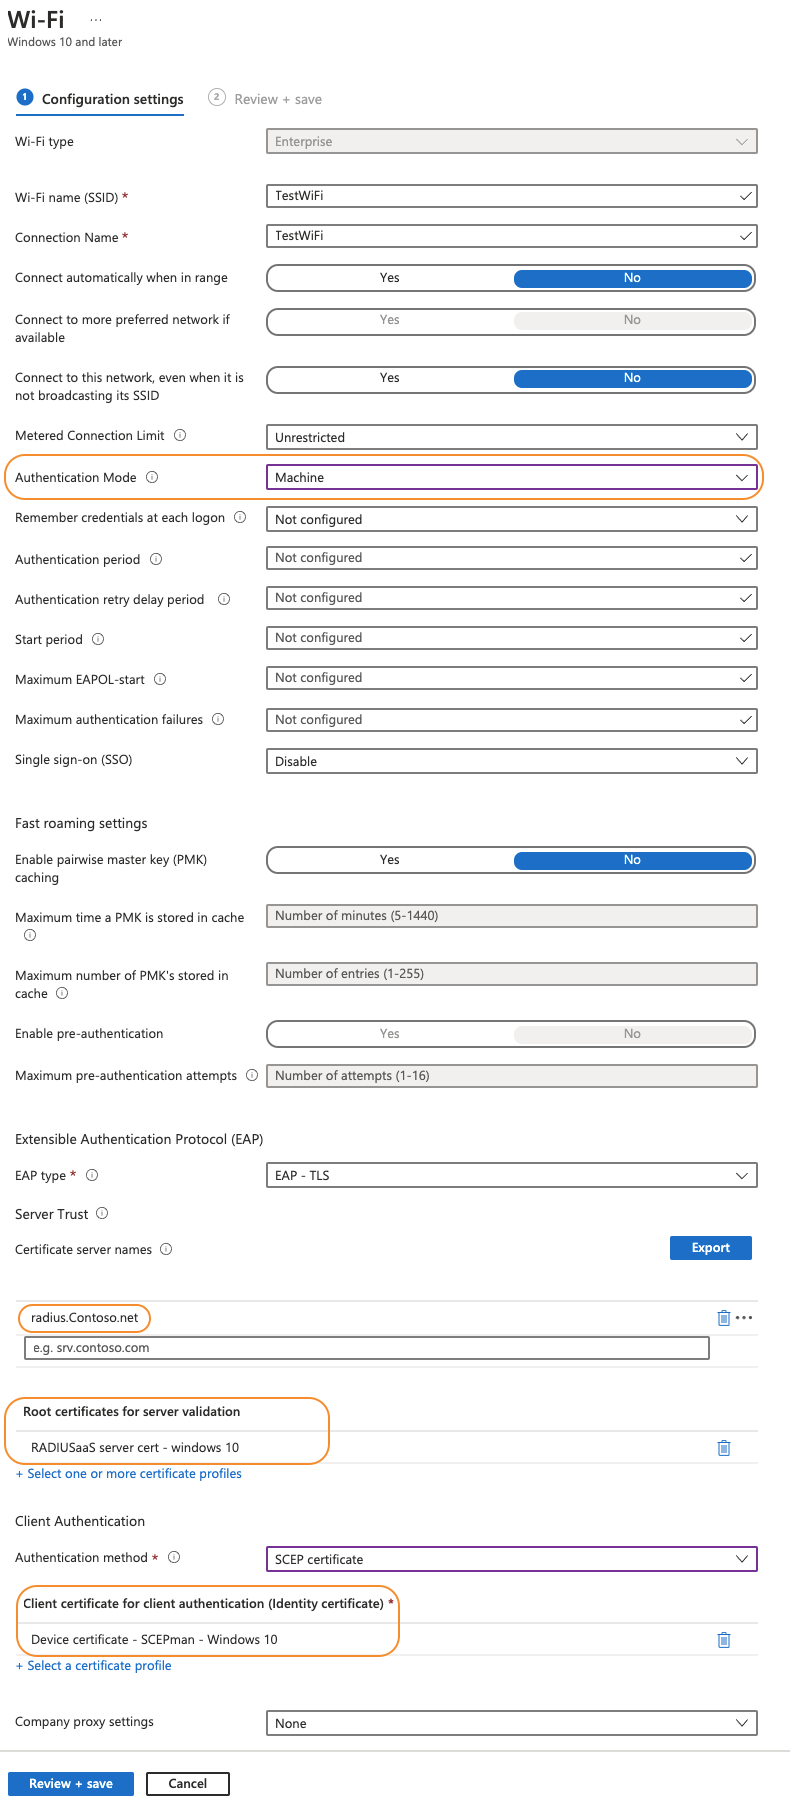 Wi-Fi ...
Windows 10 and later
1 Configuration settings 2 Review + save
Wi-Fi type Enterprise
Wi-Fi name (SSID) * TestWiFi
Connection Name * TestWiFi
Connect automatically when in range Yes No
Connect to more preferred network if Yes No
available
Connect to this network, even when it is Yes No
not broadcasting its SSID
Metered Connection Limit Unrestricted
Authentication Mode Machine
Remember credentials at each logon Not configured
Authentication period Not configured
Authentication retry delay period Not configured
Start period Not configured
Maximum EAPOL-start Not configured
Maximum authentication failures Not configured
Single sign-on (SSO) Disable
Fast roaming settings
Enable pairwise master key (PMK) Yes No
caching
Maximum time a PMK is stored in cache Number of minutes (5-1440)
Maximum number of PMK's stored in Number of entries (1-255)
cache
Enable pre-authentication Yes No
Maximum pre-authentication attempts Number of attempts (1-16)
Extensible Authentication Protocol (EAP)
EAP type * EAP - TLS
Server Trust
Certificate server names Export
radius.Contoso.net
e.g. srv.contoso.com
Root certificates for server validation
RADIUSaaS server cert - windows 10
+ Select one or more certificate profiles
Client Authentication
Authentication method * SCEP certificate
Client certificate for client authentication (Identity certificate) *
Device certificate - SCEPman - Windows 10
+ Select a certificate profile
Company proxy settings None
Review + save Cancel